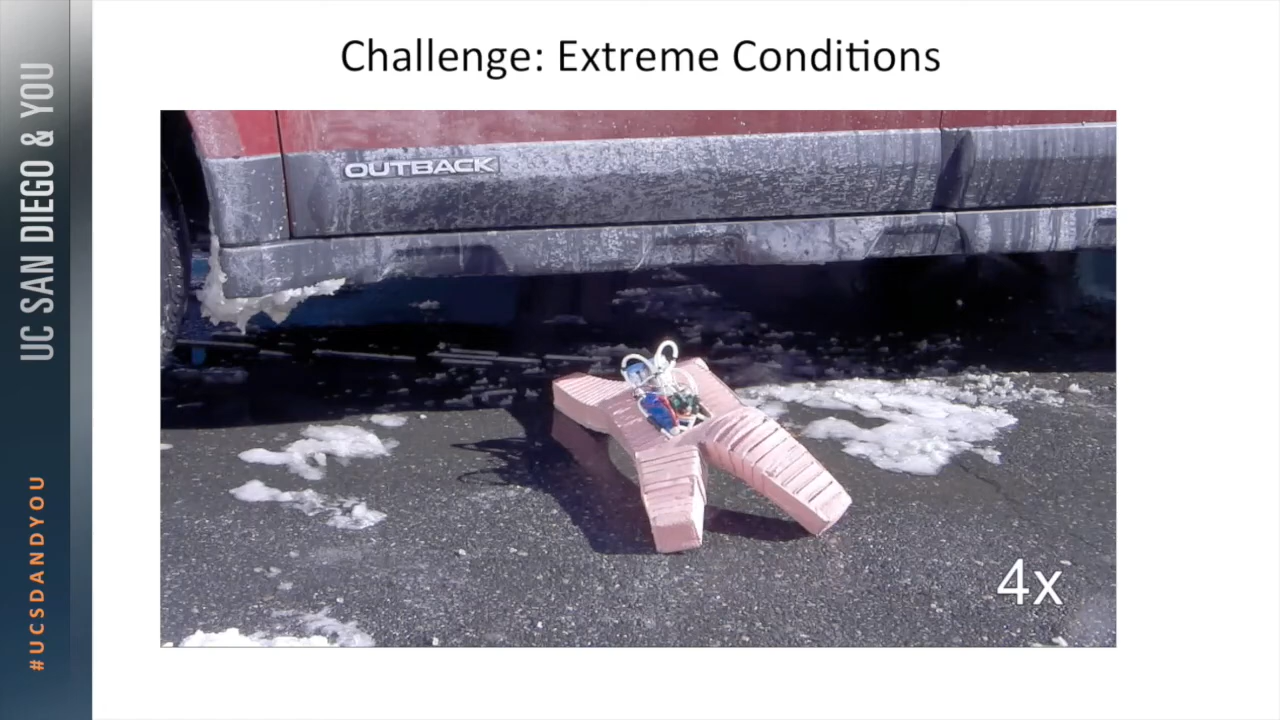 Challenge: Extreme Conditions
UC SAN DIEGO & YOU
#UCSDANDYOU
OUTBACK
4x